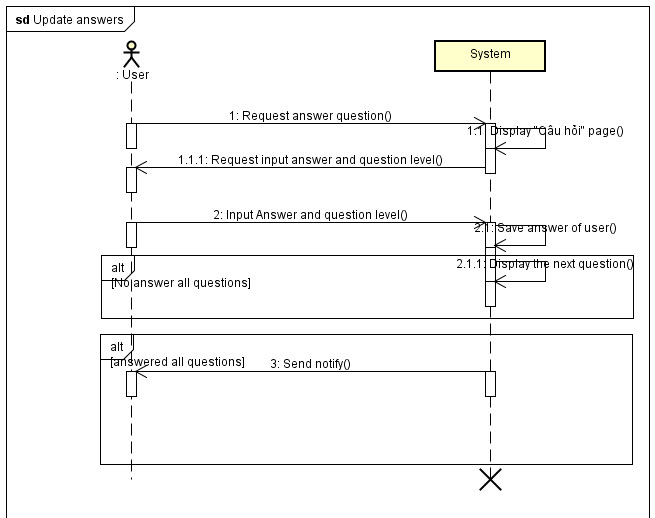 sd Update answers
: User
System
1: Request answer question()
1.1: Display "Câu hỏi" page()
1.1.1: Request input answer and question level()
2: Input Answer and question level()
2.1: Save answer of user()
alt
2.1.1: Display the next question()
[No answer all questions]
alt
[answered all questions]
3: Send notify()